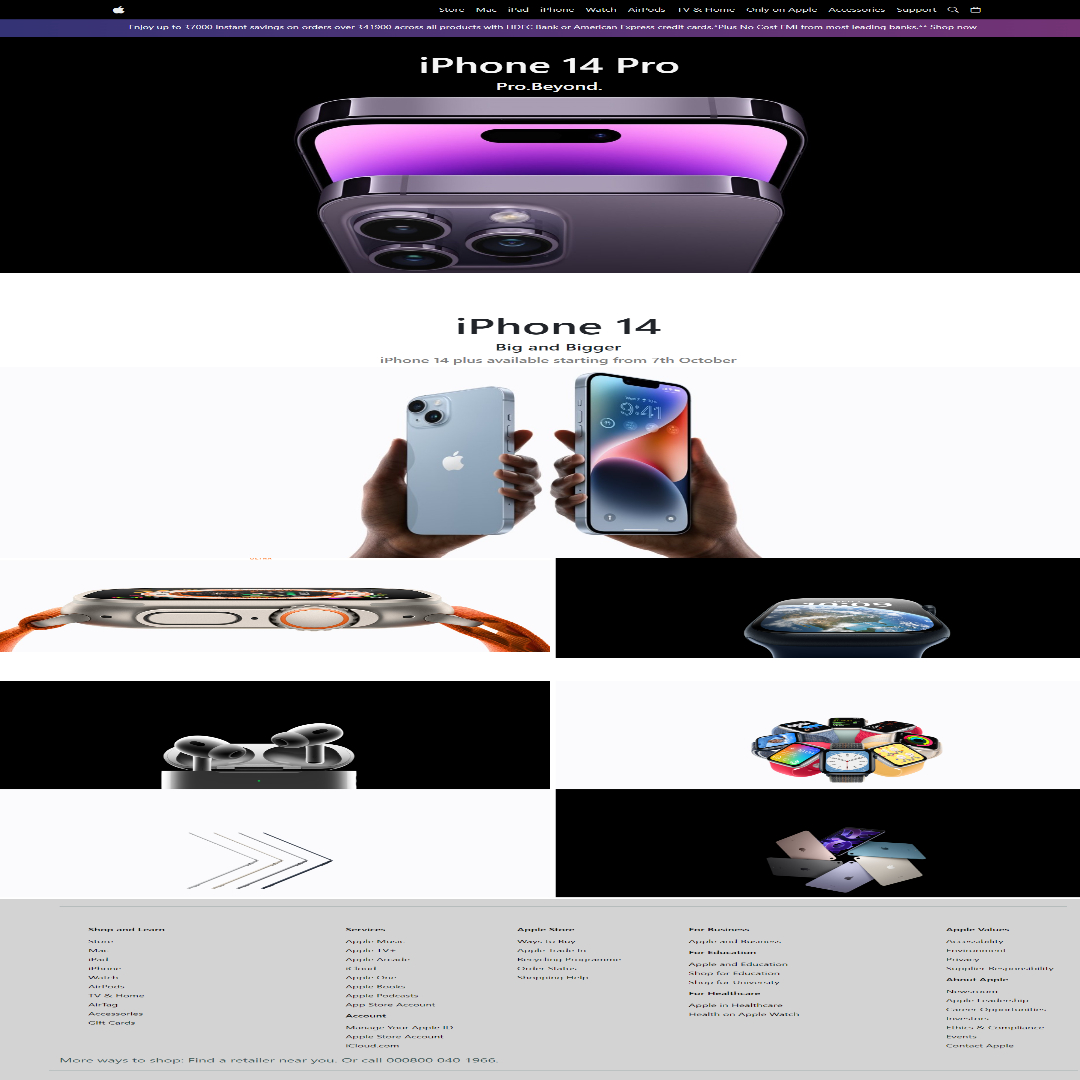 Store Mac iPad iPhone Watch AirPods TV & Home Only on Apple Accessories Support
Enjoy up to ₹7000 instant savings on orders over ₹41900 across all products with HDFC Bank or American Express credit cards.*Plus No Cost EMI from most leading banks.** Shop now
iPhone 14 Pro
Pro.Beyond.
iPhone 14
Big and Bigger
iPhone 14 plus available starting from 7th October
9:41
ULTRA
Shop and Learn
Store
Mac
iPad
iPhone
Watch
AirPods
TV & Home
AirTag
Accessories
Gift Cards
Services
Apple Music
Apple TV+
Apple Arcade
iCloud
Apple One
Apple Books
Apple Podcasts
App Store Account
Account
Manage Your Apple ID
Apple Store Account
iCloud.com
Apple Store
Ways to Buy
Apple Trade In
Recycling Programme
Order Status
Shopping Help
For Business
Apple and Business
For Education
Apple and Education
Shop for Education
Shop for University
For Healthcare
Apple in Healthcare
Health on Apple Watch
Apple Values
Accessability
Environment
Privacy
Supplier Responsibility
About Apple
Newsroom
Apple Leadership
Career Opportunities
Investors
Ethics & Compliance
Events
Contact Apple
More ways to shop: Find a retailer near you. Or call 000800 040 1966.